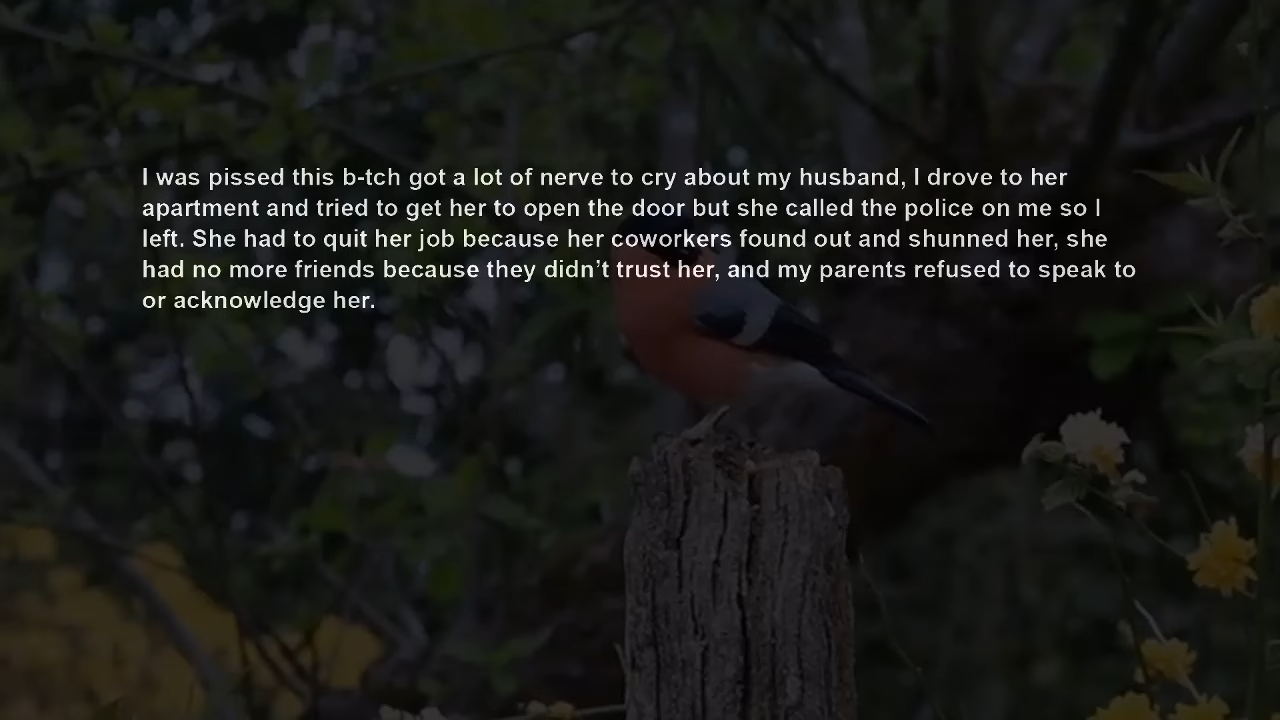 I was pissed this b-tch got a lot of nerve to cry about my husband, I drove to her
apartment and tried to get her to open the door but she called the police on me so I
left. She had to quit her job because her coworkers found out and shunned her, she
had no more friends because they didn’t trust her, and my parents refused to speak to
or acknowledge her.